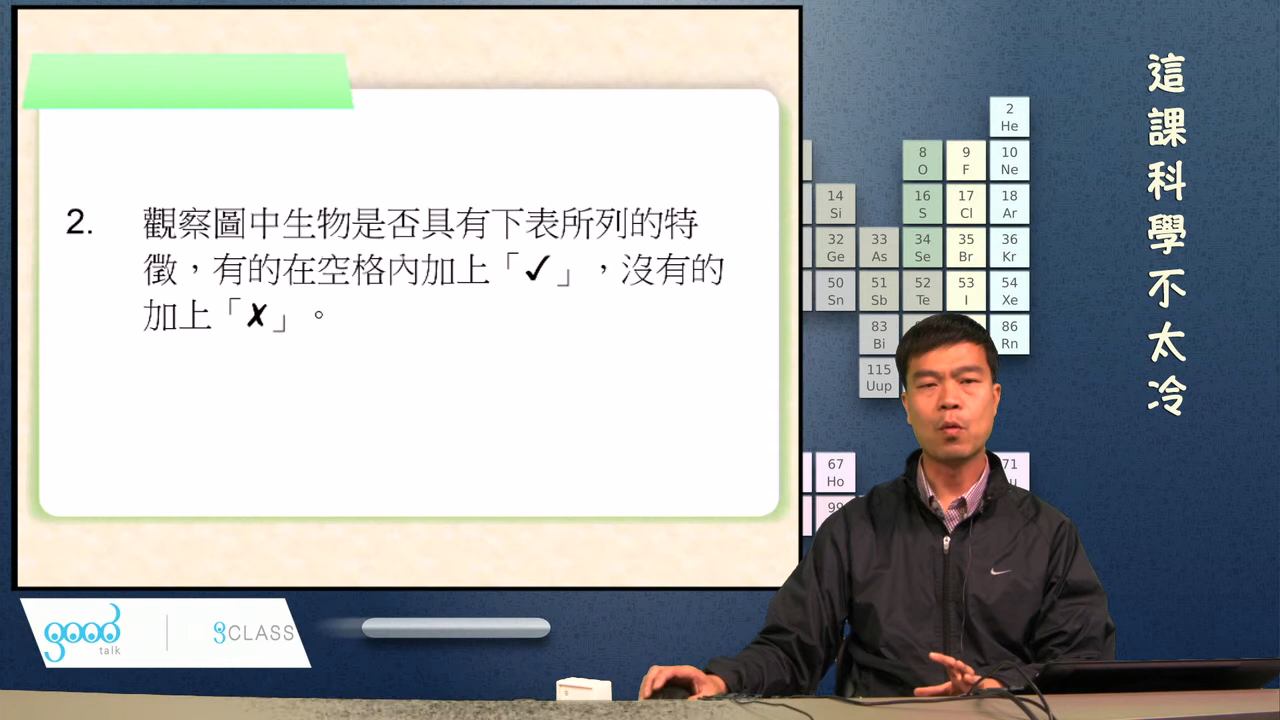 2. 觀察圖中生物是否具有下表所列的特
徵，有的在空格內加上「✓」，沒有的
加上「✗」。
這課科學不太冷
2
He
8
O
9
F
10
Ne
14
Si
16
S
17
Cl
18
Ar
32
Ge
33
As
34
Se
35
Br
36
Kr
50
Sn
51
Sb
52
Te
53
I
54
Xe
83
Bi
86
Rn
115
Uup
67
Ho
71
99
good
talk
gCLASS